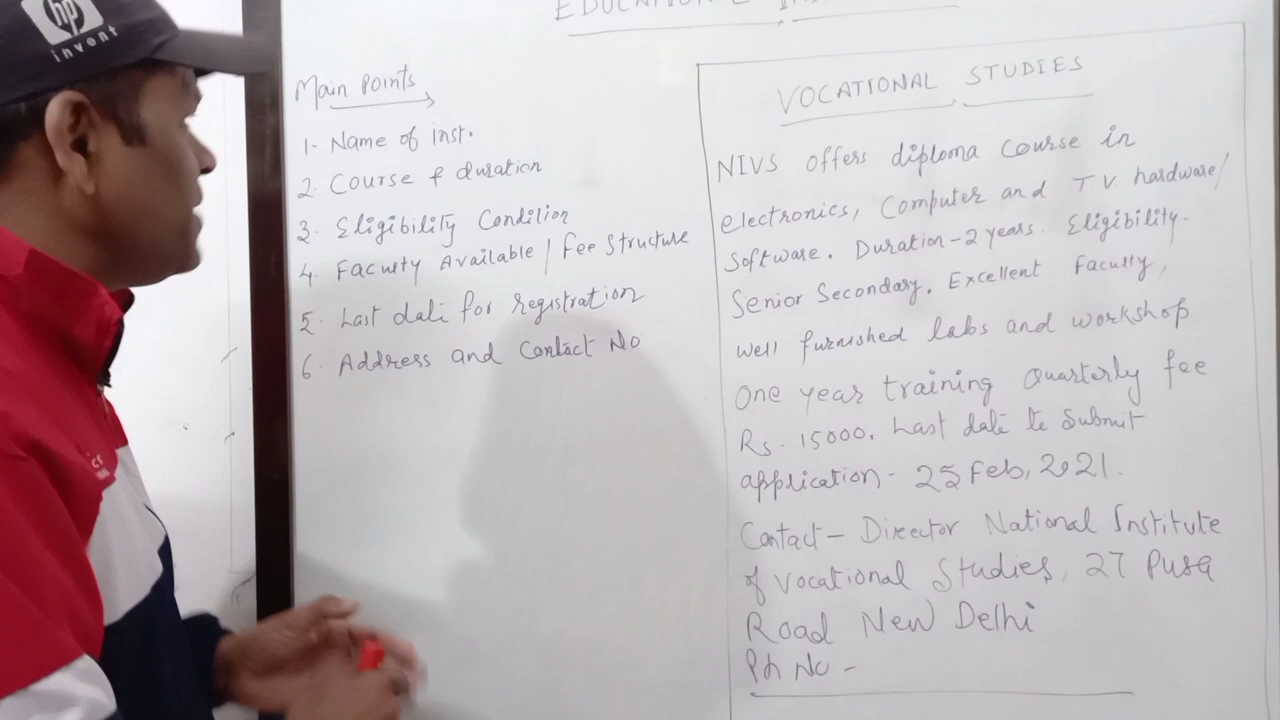 hp
invent
EDUCATION
Main Points
1- Name of inst.
2. Course & duration
3. Eligibility Condition
4. Faculty Available / Fee Structure
5. Last date for registration
6. Address and Contact No
VOCATIONAL STUDIES
NIVS offers diploma course in
electronics, Computer and TV hardware/
Software. Duration-2 years. Eligibility-
Senior Secondary. Excellent Faculty,
well furnished labs and workshop.
One year training Quarterly fee
Rs. 15000. Last date to submit
application- 25 Feb, 2021.
Contact- Director National Institute
of Vocational Studies, 27 Pusa
Road New Delhi
Ph No -